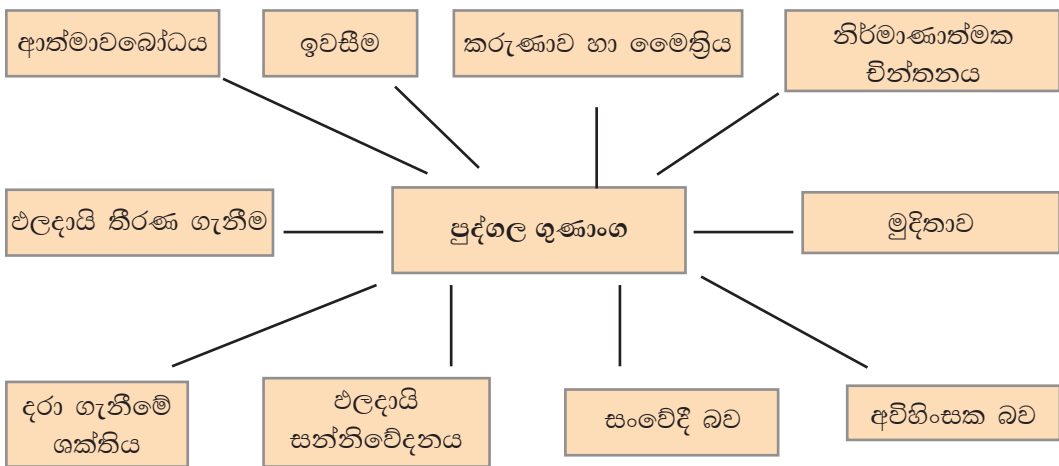 ආත්මාවබෝධය
ඉවසීම
කරුණාව හා මෛත්‍රිය
නිර්මාණාත්මක
චින්තනය
ඵලදායි තීරණ ගැනීම
පුද්ගල ගුණාංග
මුදිතාව
දරා ගැනීමේ
ශක්තිය
ඵලදායි
සන්නිවේදනය
සංවේදී බව
අවිහිංසක බව